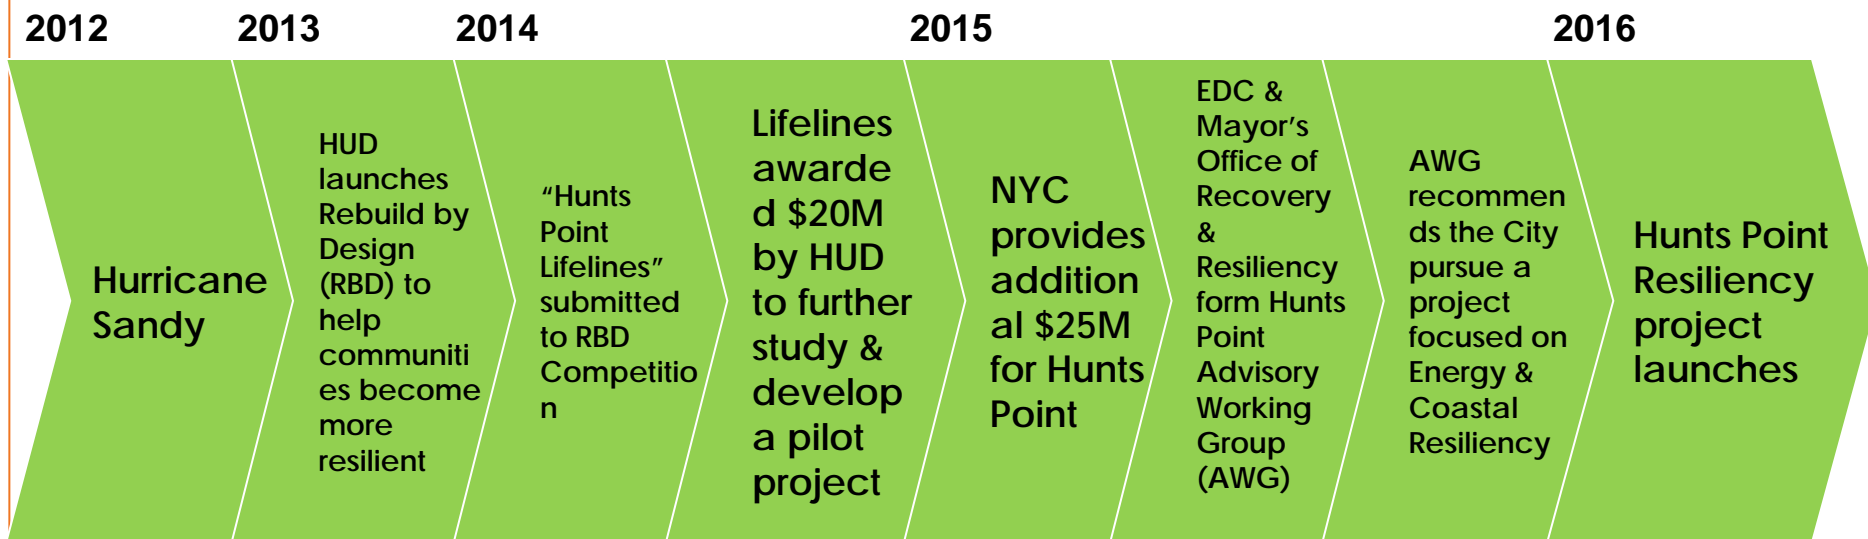 2012
2013
2014
2015
2016
Hurricane
Sandy
HUD
launches
Rebuild by
Design
(RBD) to
help
communiti
es become
more
resilient
“Hunts
Point
Lifelines”
submitted
to RBD
Competitio
n
Lifelines
awarde
d $20M
by HUD
to further
study &
develop
a pilot
project
NYC
provides
addition
al $25M
for Hunts
Point
EDC &
Mayor’s
Office of
Recovery
&
Resiliency
form Hunts
Point
Advisory
Working
Group
(AWG)
AWG
recommen
ds the City
pursue a
project
focused on
Energy &
Coastal
Resiliency
Hunts Point
Resiliency
project
launches